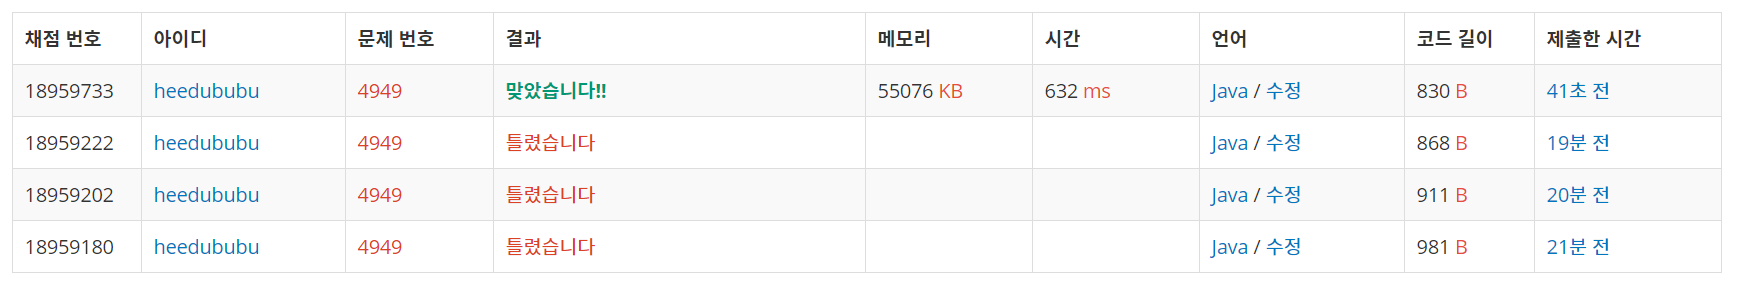 채점 번호 아이디 문제 번호 결과 메모리 시간 언어 코드 길이 제출한 시간
18959733 heedububu 4949 맞았습니다!! 55076 KB 632 ms Java / 수정 830 B 41초 전
18959222 heedububu 4949 틀렸습니다 Java / 수정 868 B 19분 전
18959202 heedububu 4949 틀렸습니다 Java / 수정 911 B 20분 전
18959180 heedububu 4949 틀렸습니다 Java / 수정 981 B 21분 전